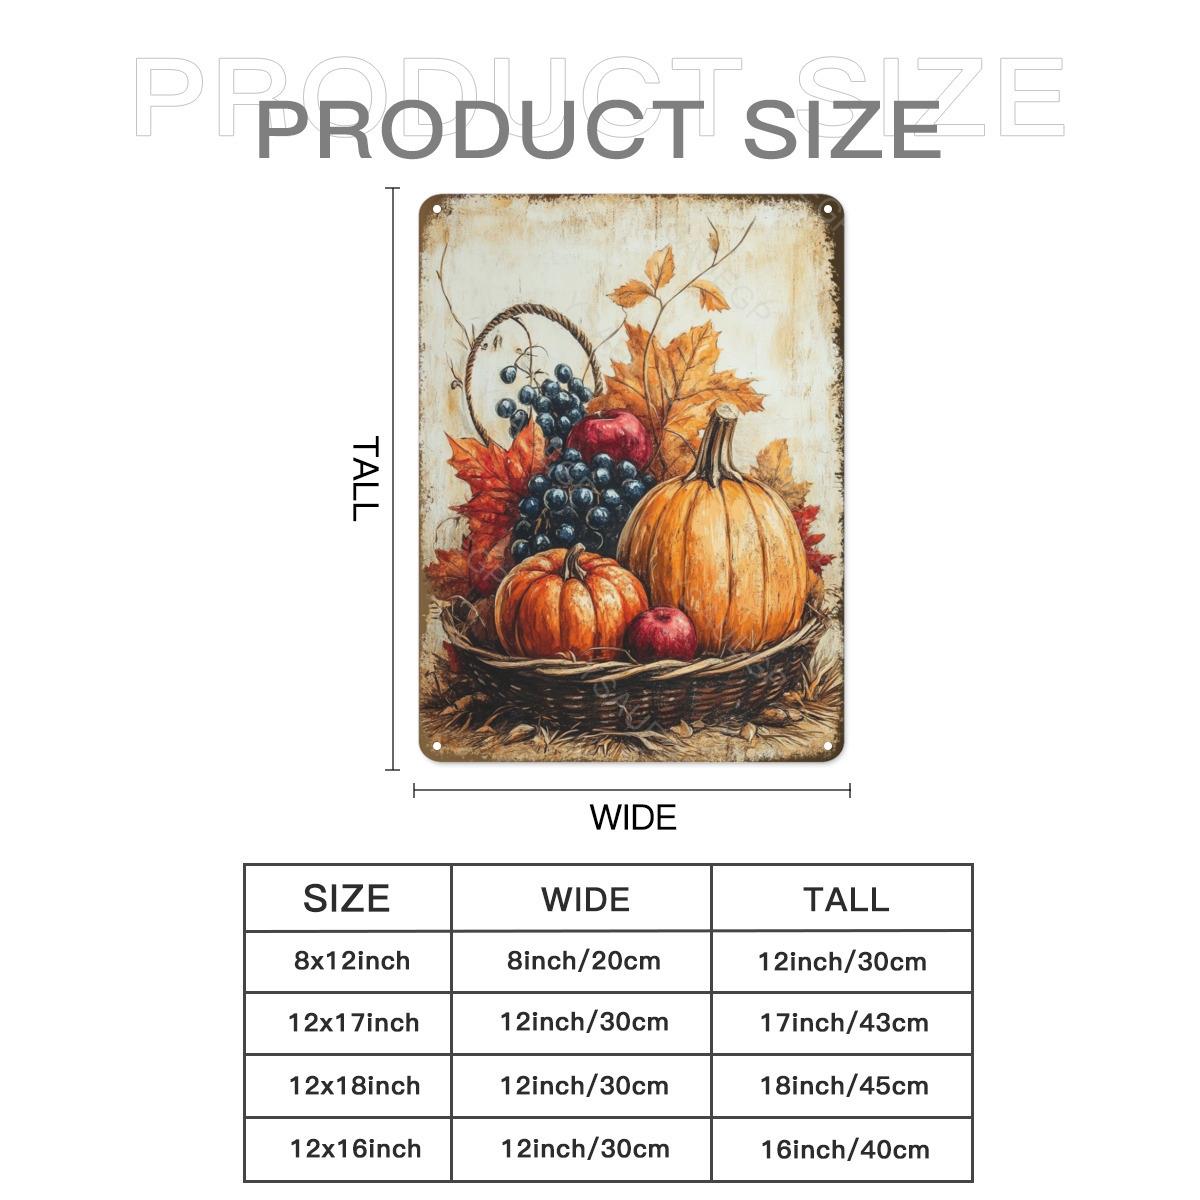 PRODUCT SIZE
PRODUCT SIZE
TALL
WIDE
SIZE WIDE TALL
8x12inch 8inch/20cm 12inch/30cm
12x17inch 12inch/30cm 17inch/43cm
12x18inch 12inch/30cm 18inch/45cm
12x16inch 12inch/30cm 16inch/40cm